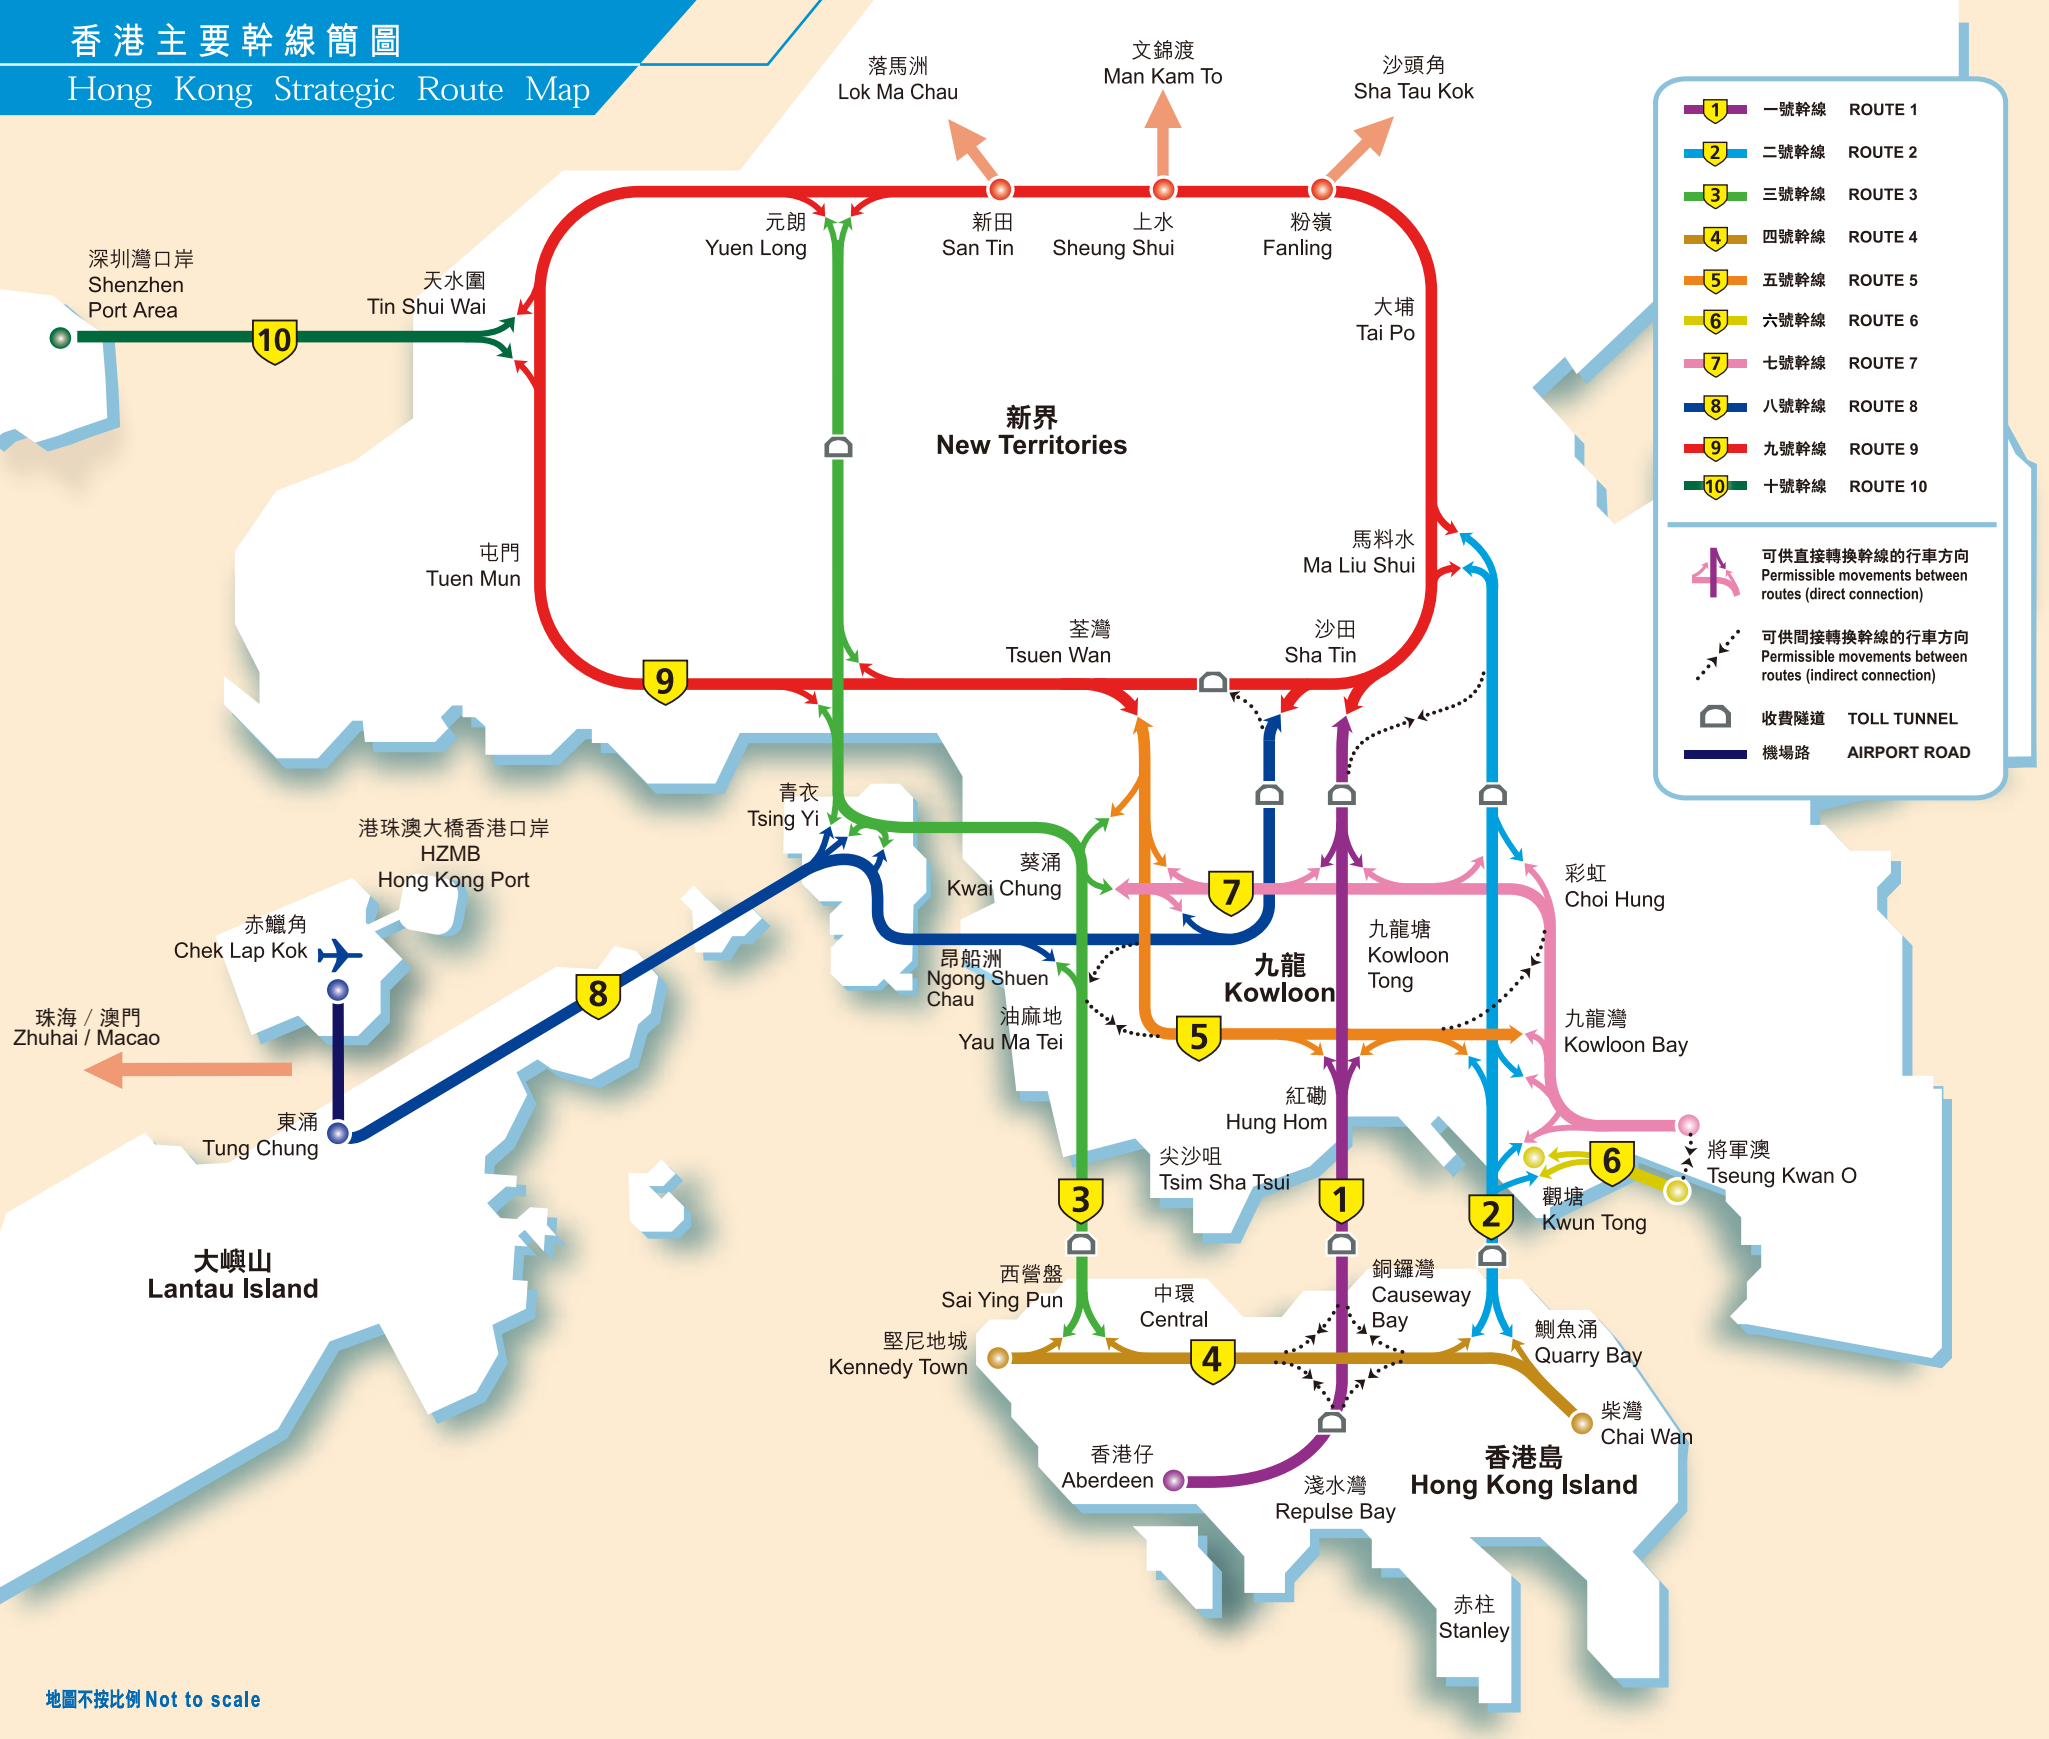 香港主要幹線簡圖
Hong Kong Strategic Route Map
落馬洲
Lok Ma Chau
文錦渡
Man Kam To
沙頭角
Sha Tau Kok
元朗
Yuen Long
新田
San Tin
上水
Sheung Shui
粉嶺
Fanling
深圳灣口岸
Shenzhen
Port Area
天水圍
Tin Shui Wai
10
大埔
Tai Po
新界
New Territories
屯門
Tuen Mun
馬料水
Ma Liu Shui
荃灣
Tsuen Wan
沙田
Sha Tin
9
青衣
Tsing Yi
港珠澳大橋香港口岸
HZMB
Hong Kong Port
葵涌
Kwai Chung
7
彩虹
Choi Hung
赤鱲角
Chek Lap Kok
九龍塘
Kowloon
Tong
昂船洲
Ngong Shuen
Chau
九龍
Kowloon
8
珠海 / 澳門
Zhuhai / Macao
油麻地
Yau Ma Tei
5
九龍灣
Kowloon Bay
東涌
Tung Chung
紅磡
Hung Hom
尖沙咀
Tsim Sha Tsui
6
將軍澳
Tseung Kwan O
3
1
2
觀塘
Kwun Tong
大嶼山
Lantau Island
西營盤
Sai Ying Pun
中環
Central
銅鑼灣
Causeway
Bay
堅尼地城
Kennedy Town
4
鰂魚涌
Quarry Bay
柴灣
Chai Wan
香港仔
Aberdeen
淺水灣
Repulse Bay
香港島
Hong Kong Island
赤柱
Stanley
地圖不按比例 Not to scale
1 一號幹線 ROUTE 1
2 二號幹線 ROUTE 2
3 三號幹線 ROUTE 3
4 四號幹線 ROUTE 4
5 五號幹線 ROUTE 5
6 六號幹線 ROUTE 6
7 七號幹線 ROUTE 7
8 八號幹線 ROUTE 8
9 九號幹線 ROUTE 9
10 十號幹線 ROUTE 10
可供直接轉換幹線的行車方向
Permissible movements between
routes (direct connection)
可供間接轉換幹線的行車方向
Permissible movements between
routes (indirect connection)
收費隧道 TOLL TUNNEL
機場路 AIRPORT ROAD